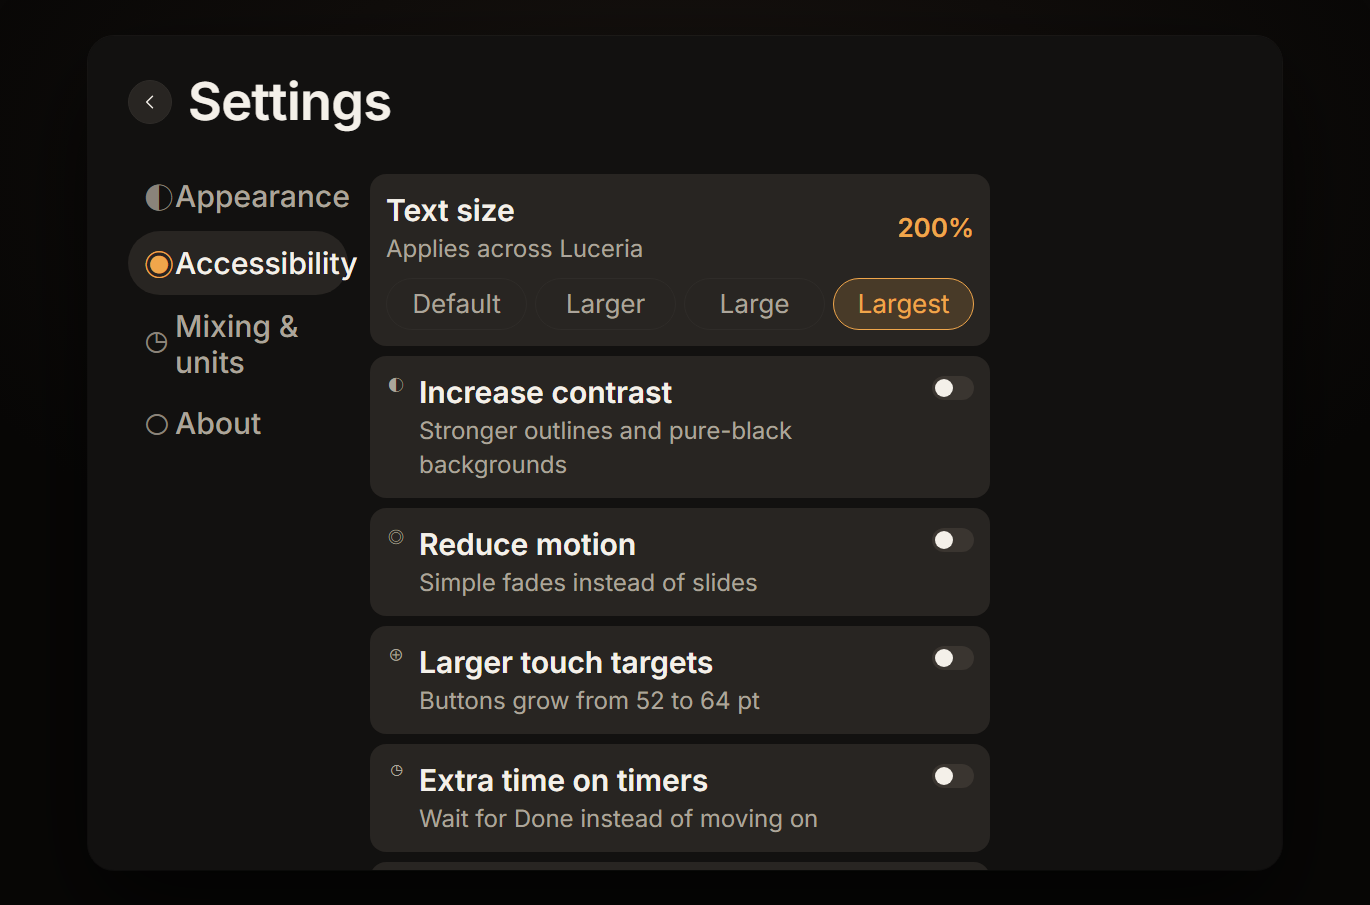 Settings
Appearance
Accessibility
Mixing &
units
About
Text size
Applies across Luceria
200%
Default
Larger
Large
Largest
Increase contrast
Stronger outlines and pure-black
backgrounds
Reduce motion
Simple fades instead of slides
Larger touch targets
Buttons grow from 52 to 64 pt
Extra time on timers
Wait for Done instead of moving on